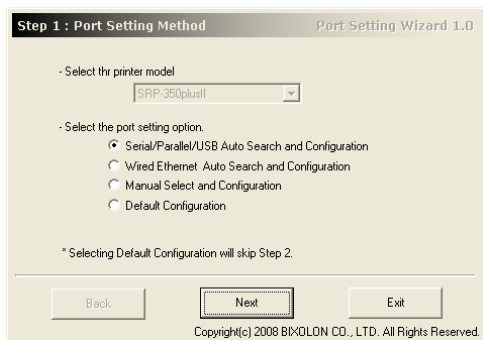 Step 1 : Port Setting Method Port Setting Wizard 1.0
- Select thr printer model
SRP-350plusII
- Select the port setting option.
Serial/Parallel/USB Auto Search and Configuration
Wired Ethernet Auto Search and Configuration
Manual Select and Configuration
Default Configuration
* Selecting Default Configuration will skip Step 2.
Back Next Exit
Copyright(c) 2008 BIXOLON CO., LTD. All Rights Reserved.